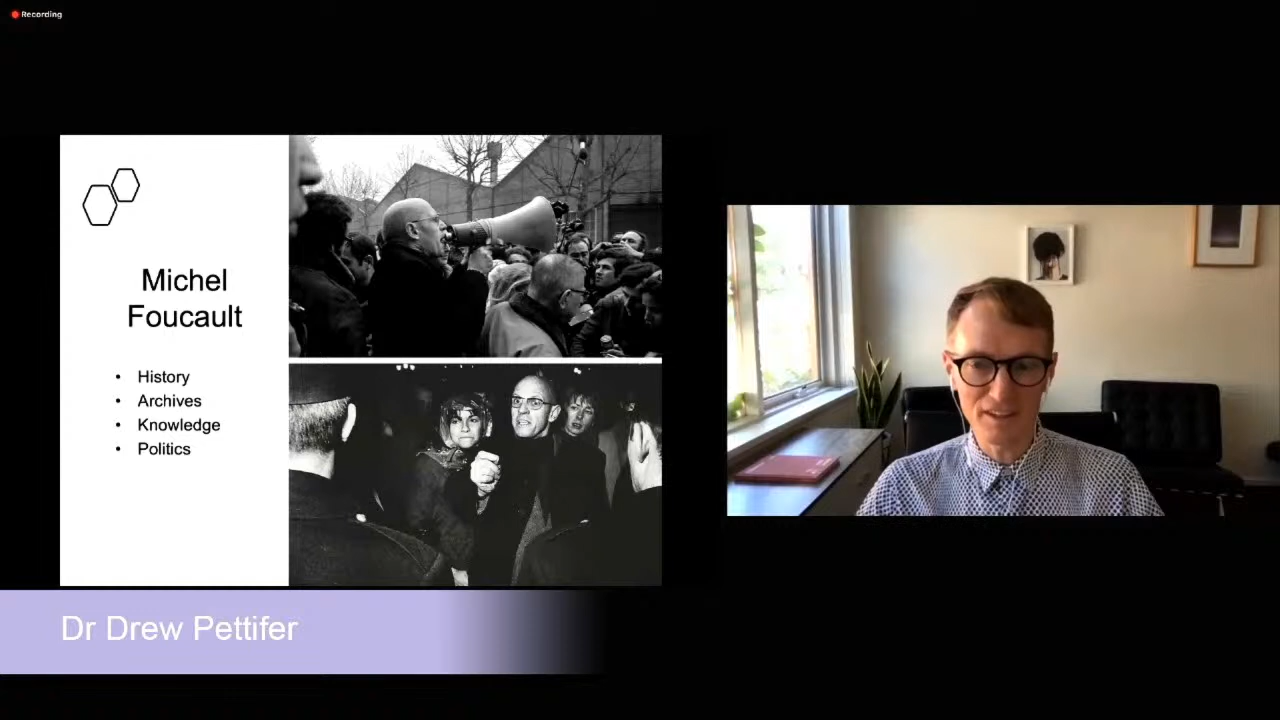 Recording
Michel
Foucault
• History
• Archives
• Knowledge
• Politics
Dr Drew Pettifer